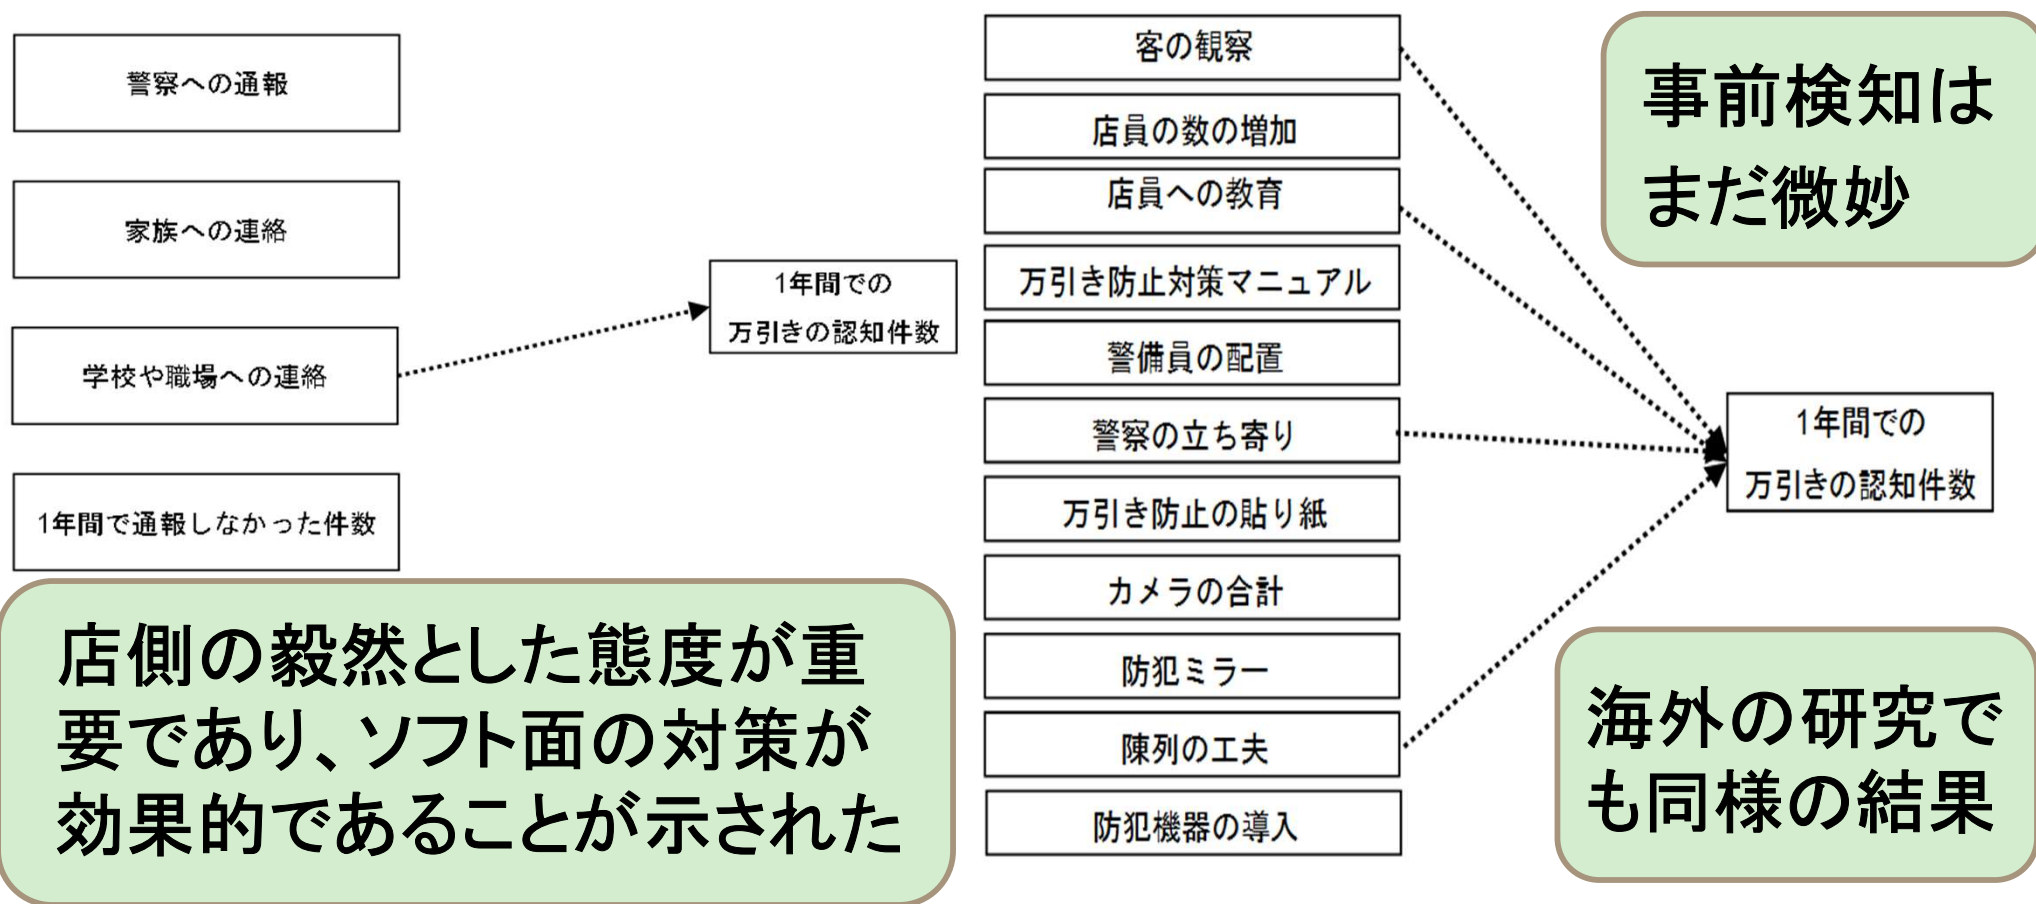 警察への通報
家族への連絡
学校や職場への連絡
1年間で通報しなかった件数
1年間での
万引きの認知件数
店側の毅然とした態度が重
要であり、ソフト面の対策が
効果的であることが示された
客の観察
店員の数の増加
店員への教育
万引き防止対策マニュアル
警備員の配置
警察の立ち寄り
万引き防止の貼り紙
カメラの合計
防犯ミラー
陳列の工夫
防犯機器の導入
1年間での
万引きの認知件数
事前検知は
まだ微妙
海外の研究で
も同様の結果